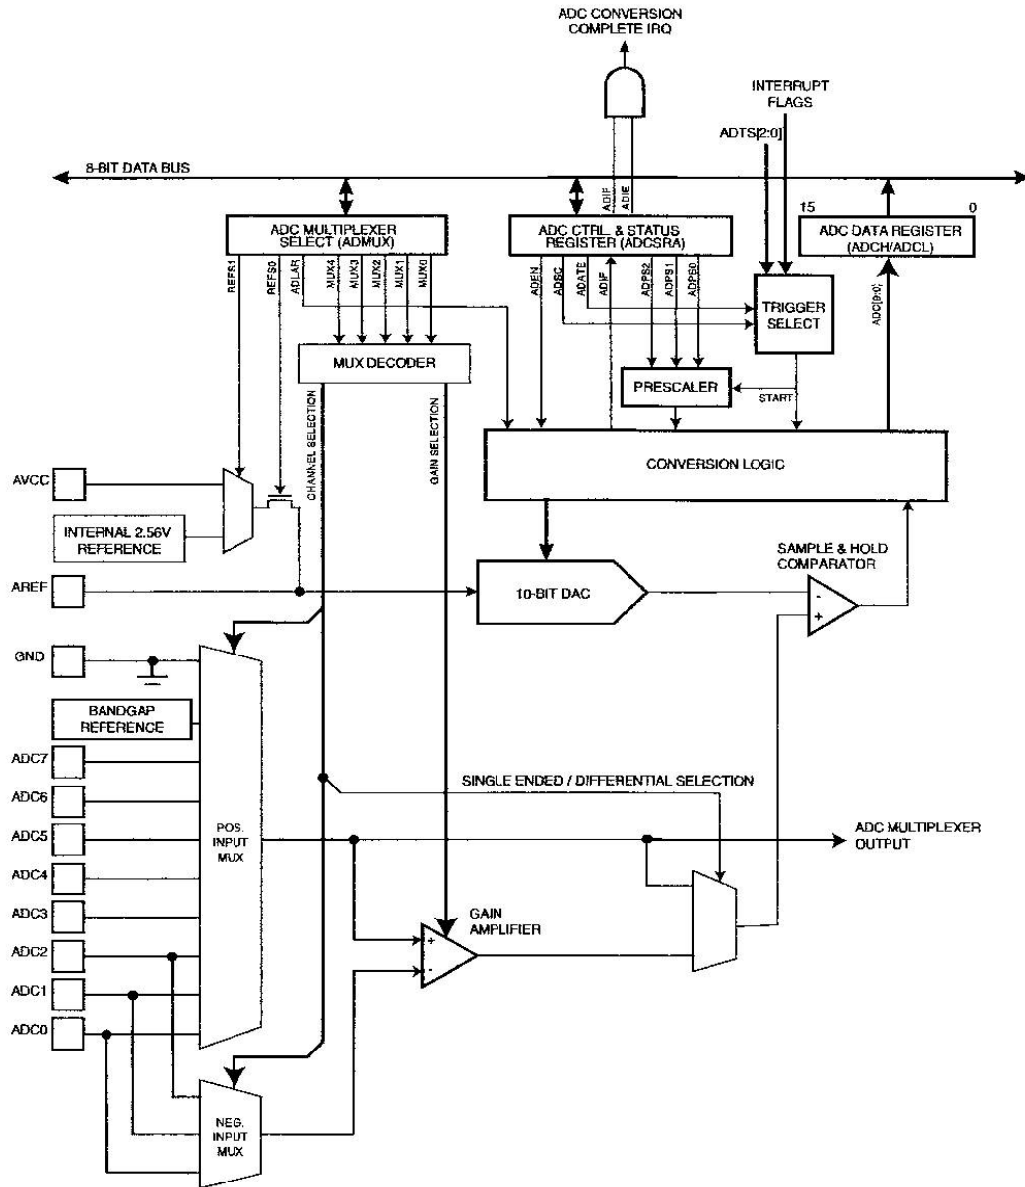 ADC CONVERSION
COMPLETE IRQ
INTERRUPT
FLAGS
ADTS[2:0]
8-BIT DATA BUS
ADIF
ADIE
15
0
ADC MULTIPLEXER
SELECT (ADMUX)
ADC CTRL. & STATUS
REGISTER (ADCSRA)
ADC DATA REGISTER
(ADCH/ADCL)
REFS1
REFS0
ADLAR
MUX4
MUX3
MUX2
MUX1
MUX0
ADEN
ADSC
ADATE
ADIF
ADPS2
ADPS1
ADPS0
ADC[9:0]
TRIGGER
SELECT
MUX DECODER
PRESCALER
START
CHANNEL SELECTION
GAIN SELECTION
CONVERSION LOGIC
AVCC
INTERNAL 2.56V
REFERENCE
SAMPLE & HOLD
COMPARATOR
AREF
10-BIT DAC
-
+
GND
BANDGAP
REFERENCE
ADC7
SINGLE ENDED / DIFFERENTIAL SELECTION
ADC6
ADC5
POS.
INPUT
MUX
ADC MULTIPLEXER
OUTPUT
ADC4
ADC3
GAIN
AMPLIFIER
+
-
ADC2
ADC1
ADC0
NEG.
INPUT
MUX